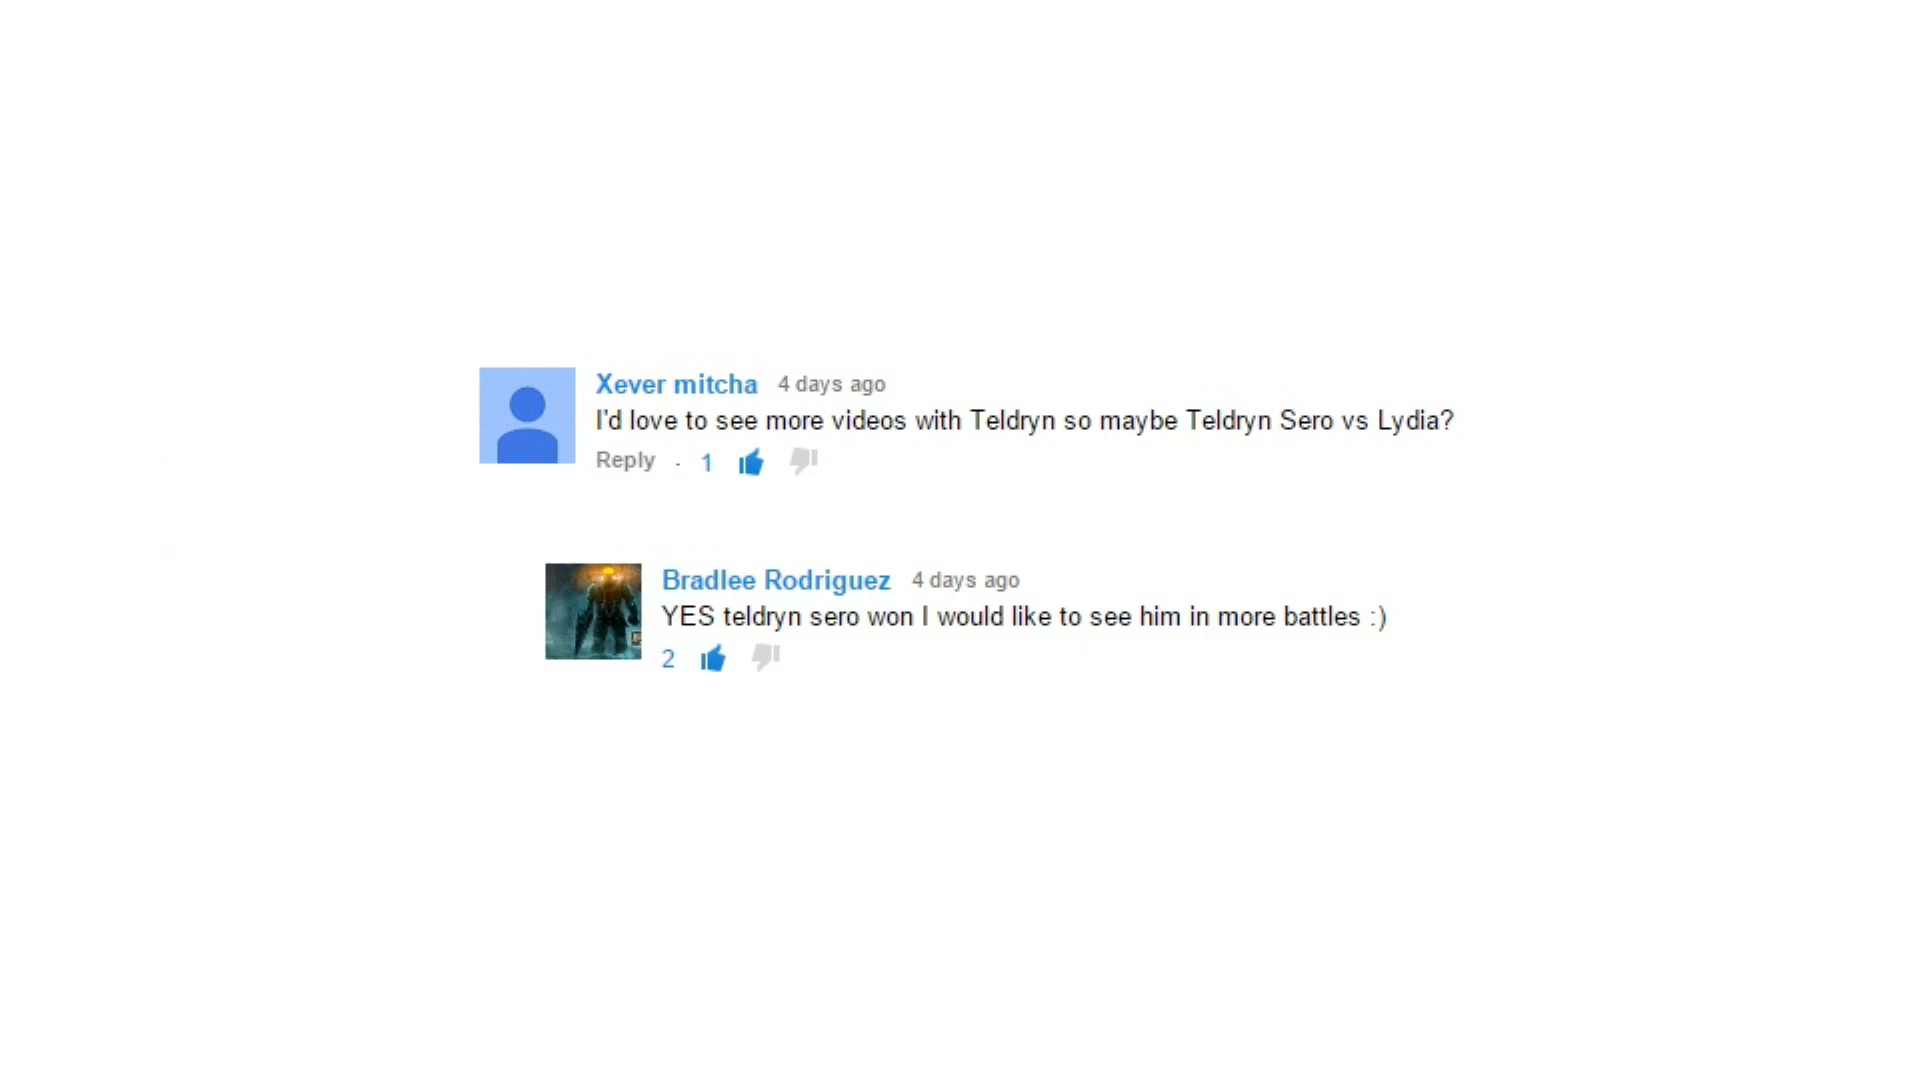 Xever mitcha 4 days ago
I'd love to see more videos with Teldryn so maybe Teldryn Sero vs Lydia?
Reply . 1
Bradlee Rodriguez 4 days ago
YES teldryn sero won I would like to see him in more battles :)
2